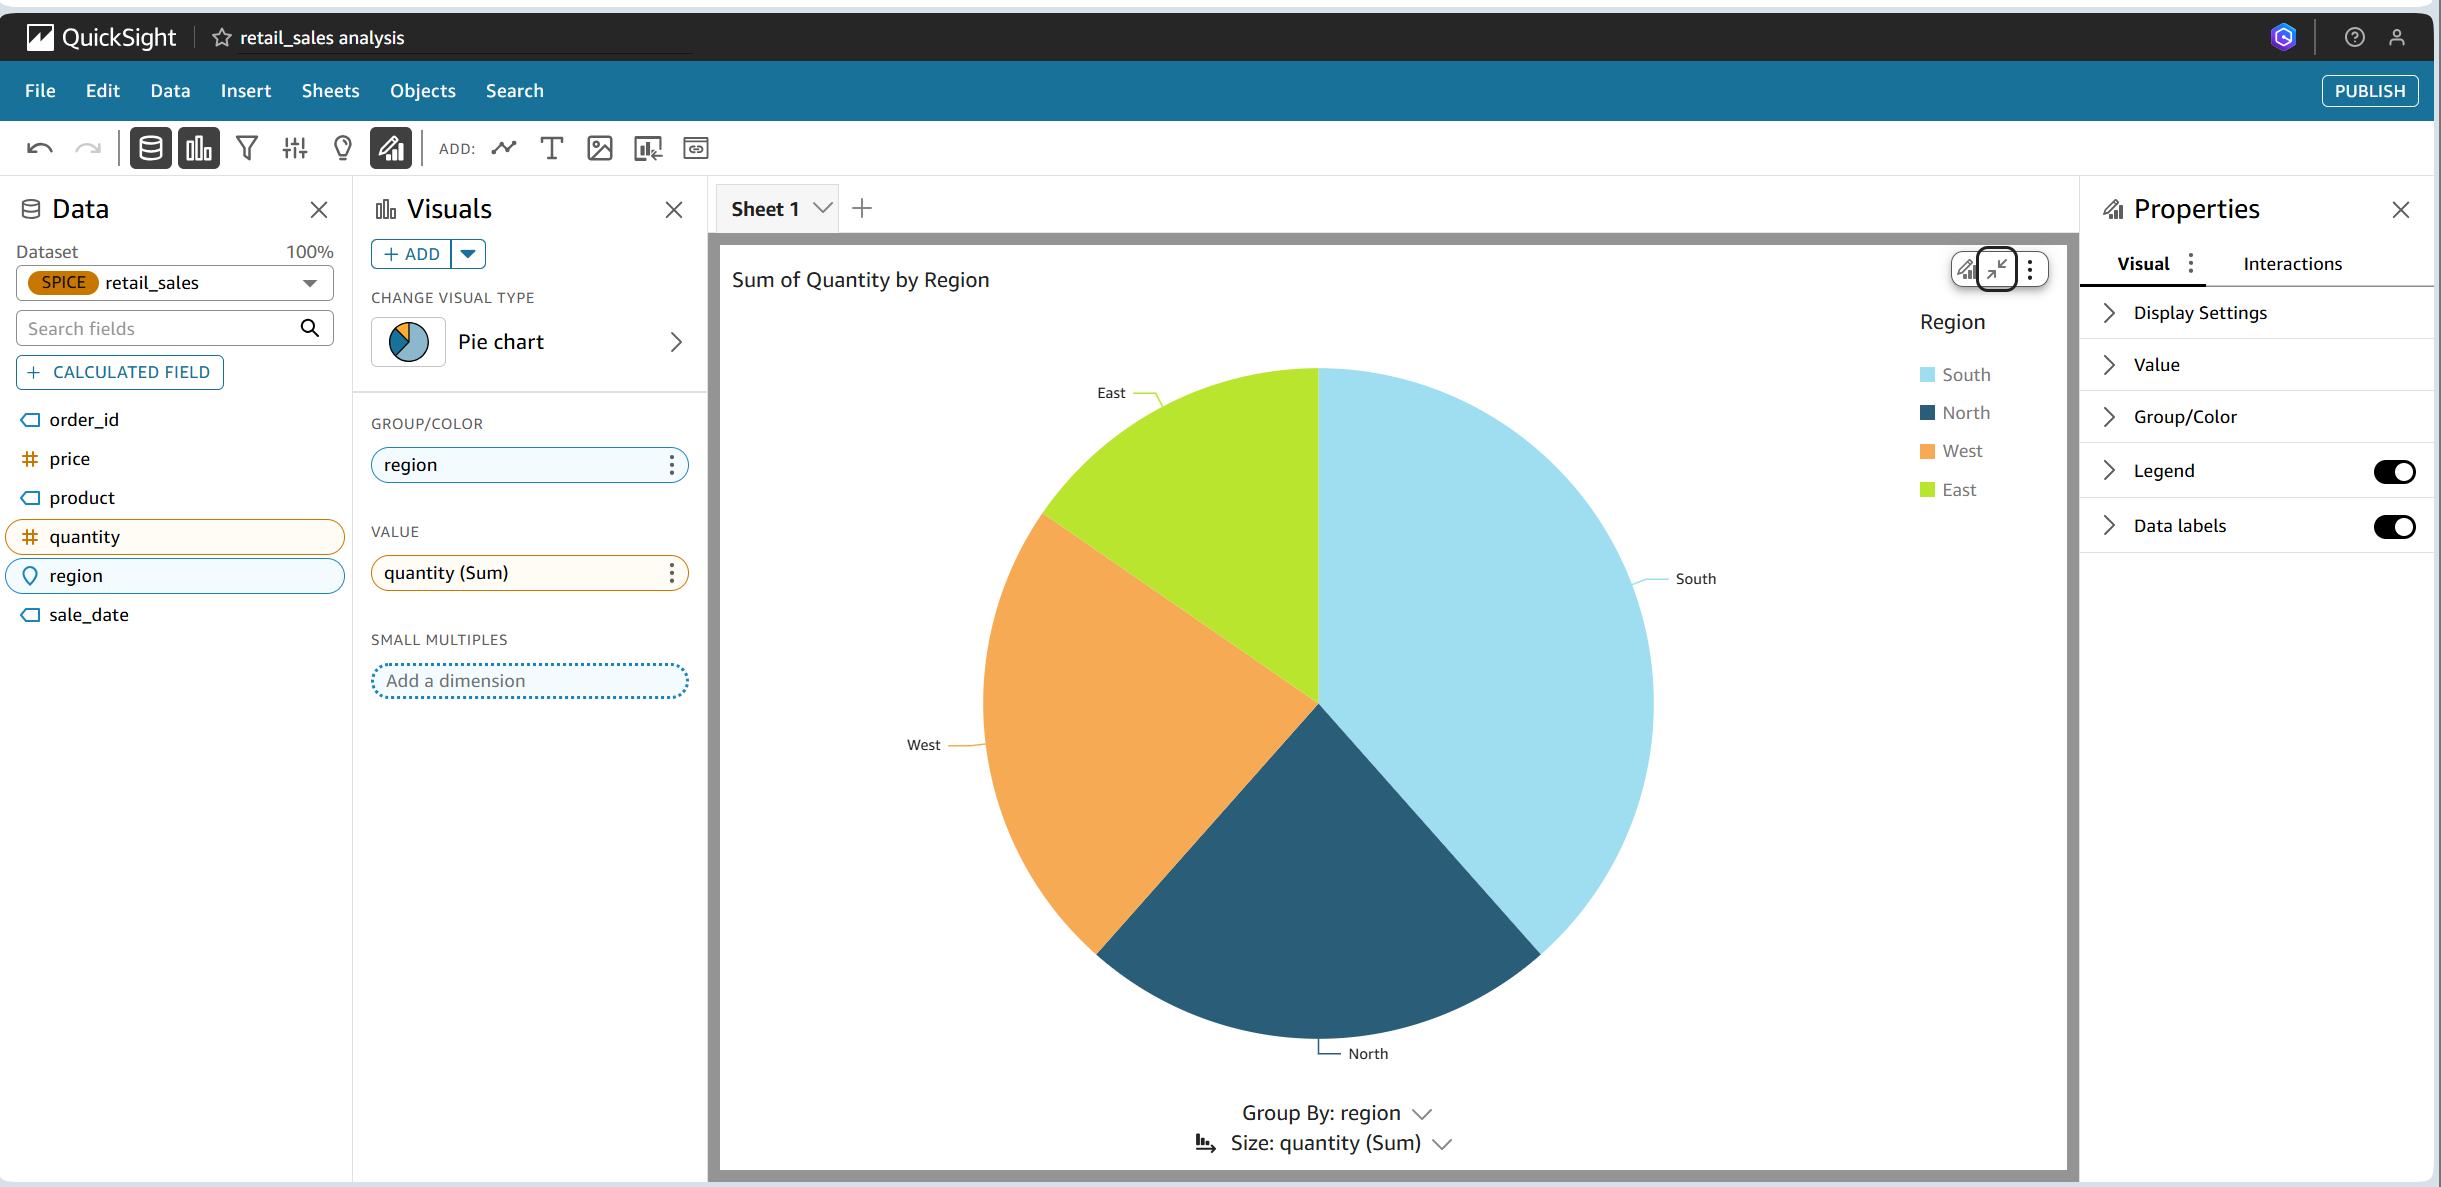 QuickSight
retail_sales analysis
File Edit Data Insert Sheets Objects Search
PUBLISH
ADD:
Data
Dataset 100%
SPICE retail_sales
Search fields
+ CALCULATED FIELD
order_id
price
product
quantity
region
sale_date
Visuals
+ ADD
CHANGE VISUAL TYPE
Pie chart
GROUP/COLOR
region
VALUE
quantity (Sum)
SMALL MULTIPLES
Add a dimension
Sheet 1
Sum of Quantity by Region
Region
South
North
West
East
East
South
West
North
Group By: region
Size: quantity (Sum)
Properties
Visual Interactions
Display Settings
Value
Group/Color
Legend
Data labels